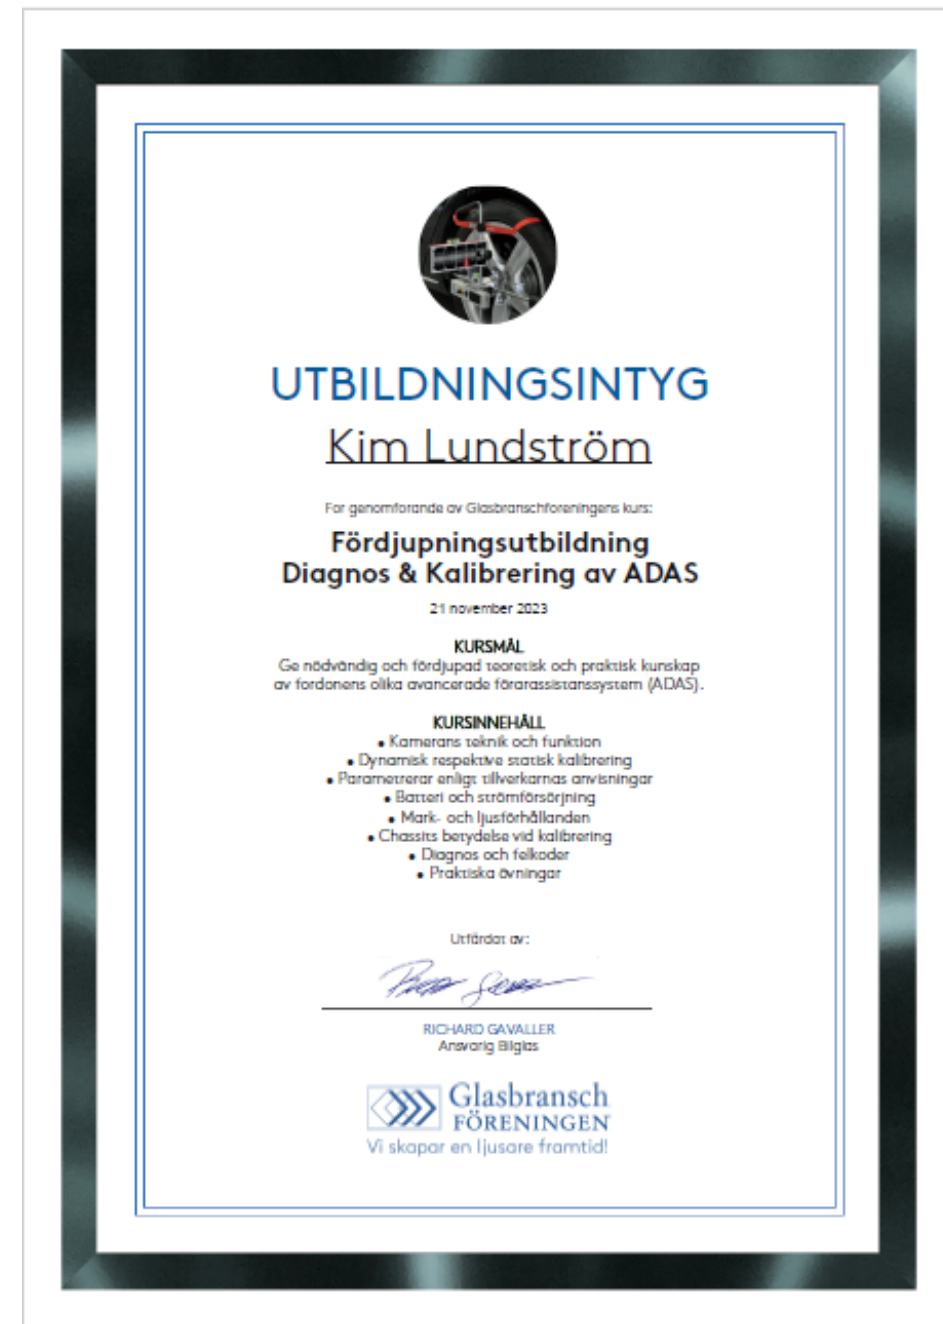 UTBILDNINGSINTYG
Kim Lundström
For genomforande av Glasbranschforeningens kurs:
Fördjupningsutbildning
Diagnos & Kalibrering av ADAS
21 november 2023
KURSMÅL
Ge nödvändig och fördjupad teoretisk och praktisk kunskap
av fordonens olika avancerade förarassistanssystem (ADAS).
KURSINNEHÅLL
• Kamerans teknik och funktion
• Dynamisk respektive statisk kalibrering
• Parametrerar enligt tillverkarnas anvisningar
• Batteri och strömförsörjning
• Mark- och ljusförhållanden
• Chassits betydelse vid kalibrering
• Diagnos och felkoder
• Praktiska övningar
Utfärdat av:
RICHARD GAVALLER
Ansvarig Bilglas
Glasbransch
FÖRENINGEN
Vi skapar en ljusare framtid!